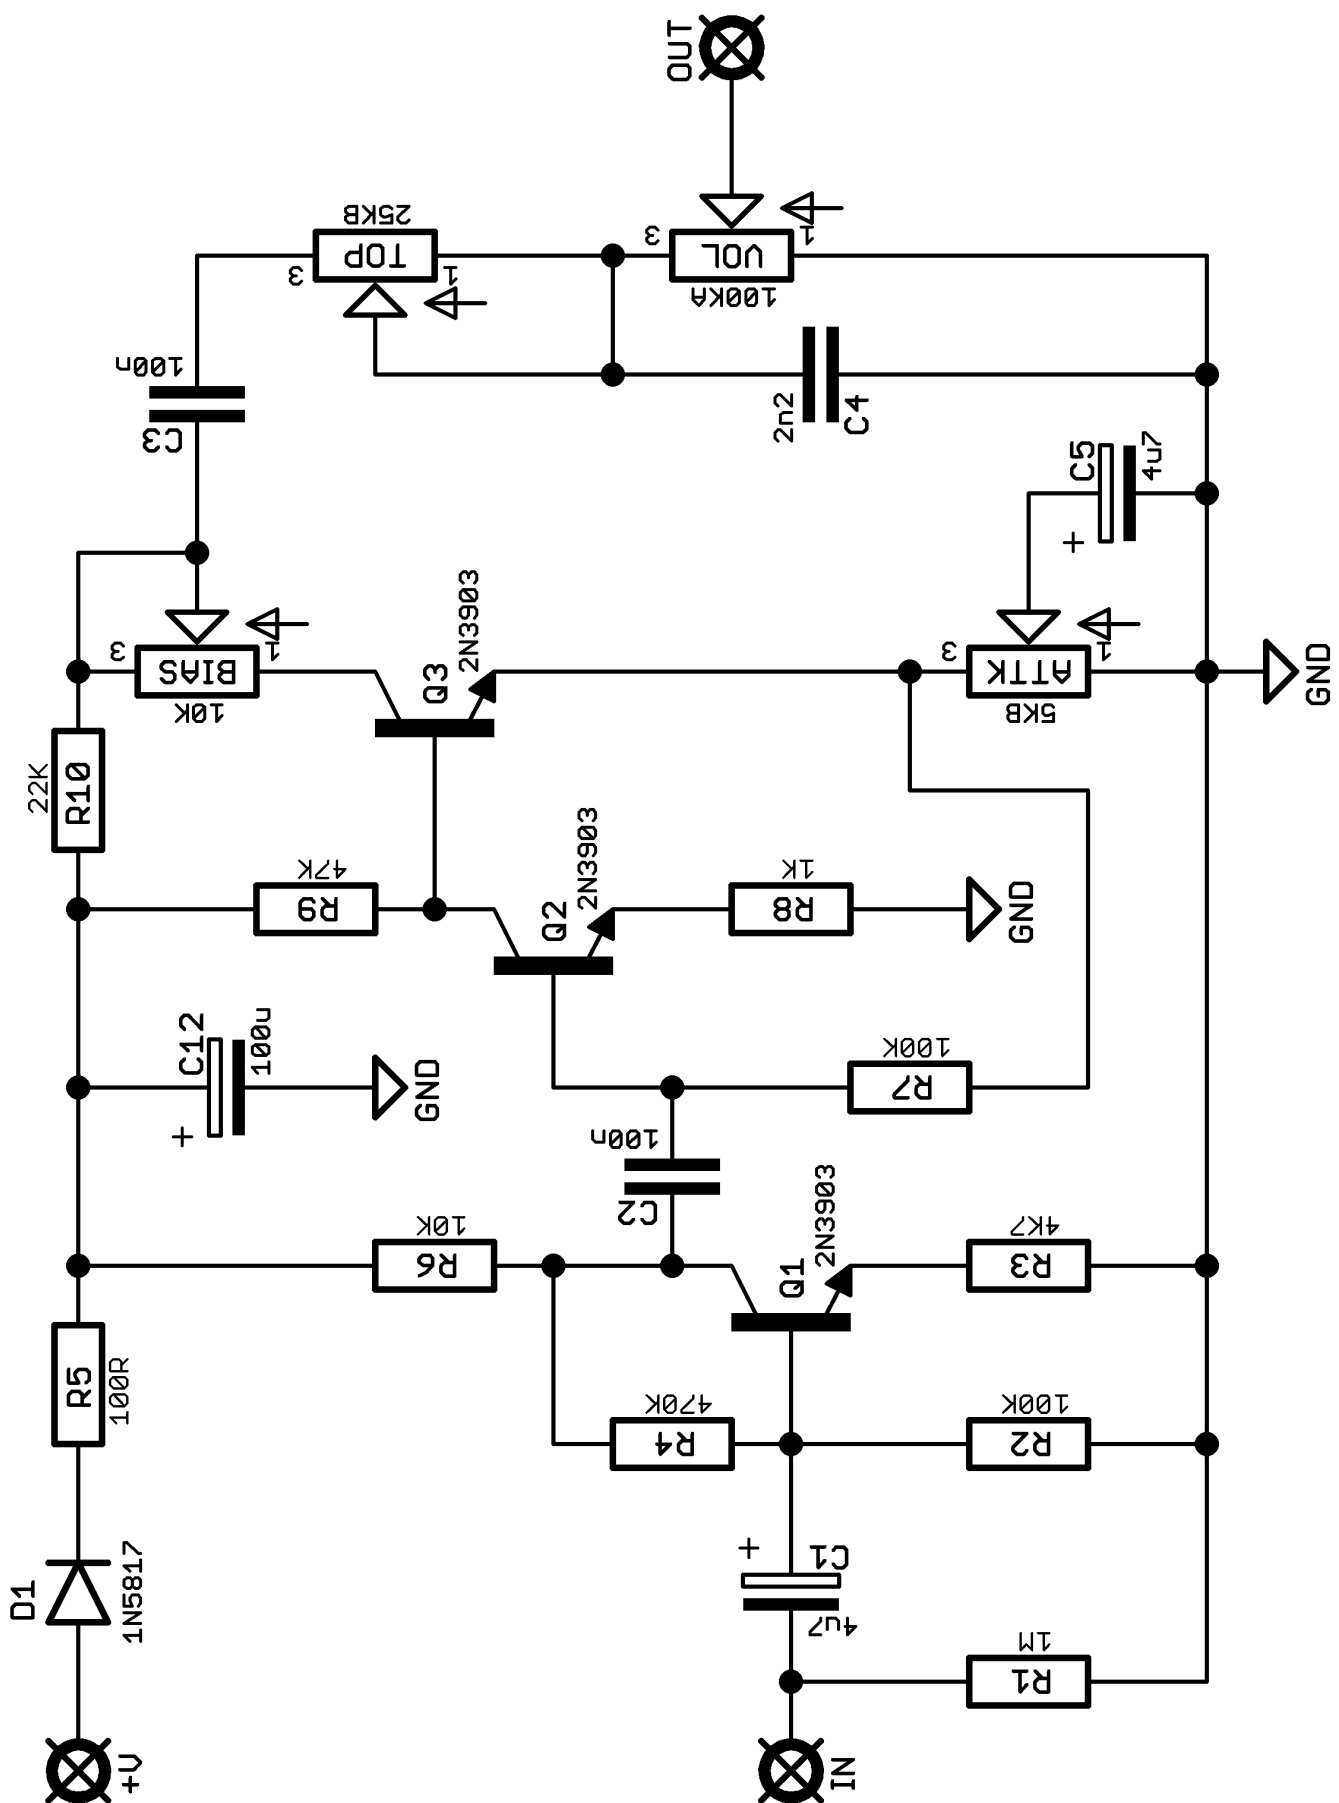 OUT
25KB
TOP
3
1
3
VOL
1
100KA
100n
C3
2n2
C4
C5
4u7
+
3
BIAS
1
10K
Q3
2N3903
3
ATTK
1
5KB
GND
22K
R10
47K
R9
Q2
2N3903
1K
R8
GND
C12
100u
+
GND
100K
R7
100n
C2
10K
R6
Q1
2N3903
4K7
R3
R5
100R
470K
R4
100K
R2
D1
1N5817
+
C1
4u7
1M
R1
+V
IN